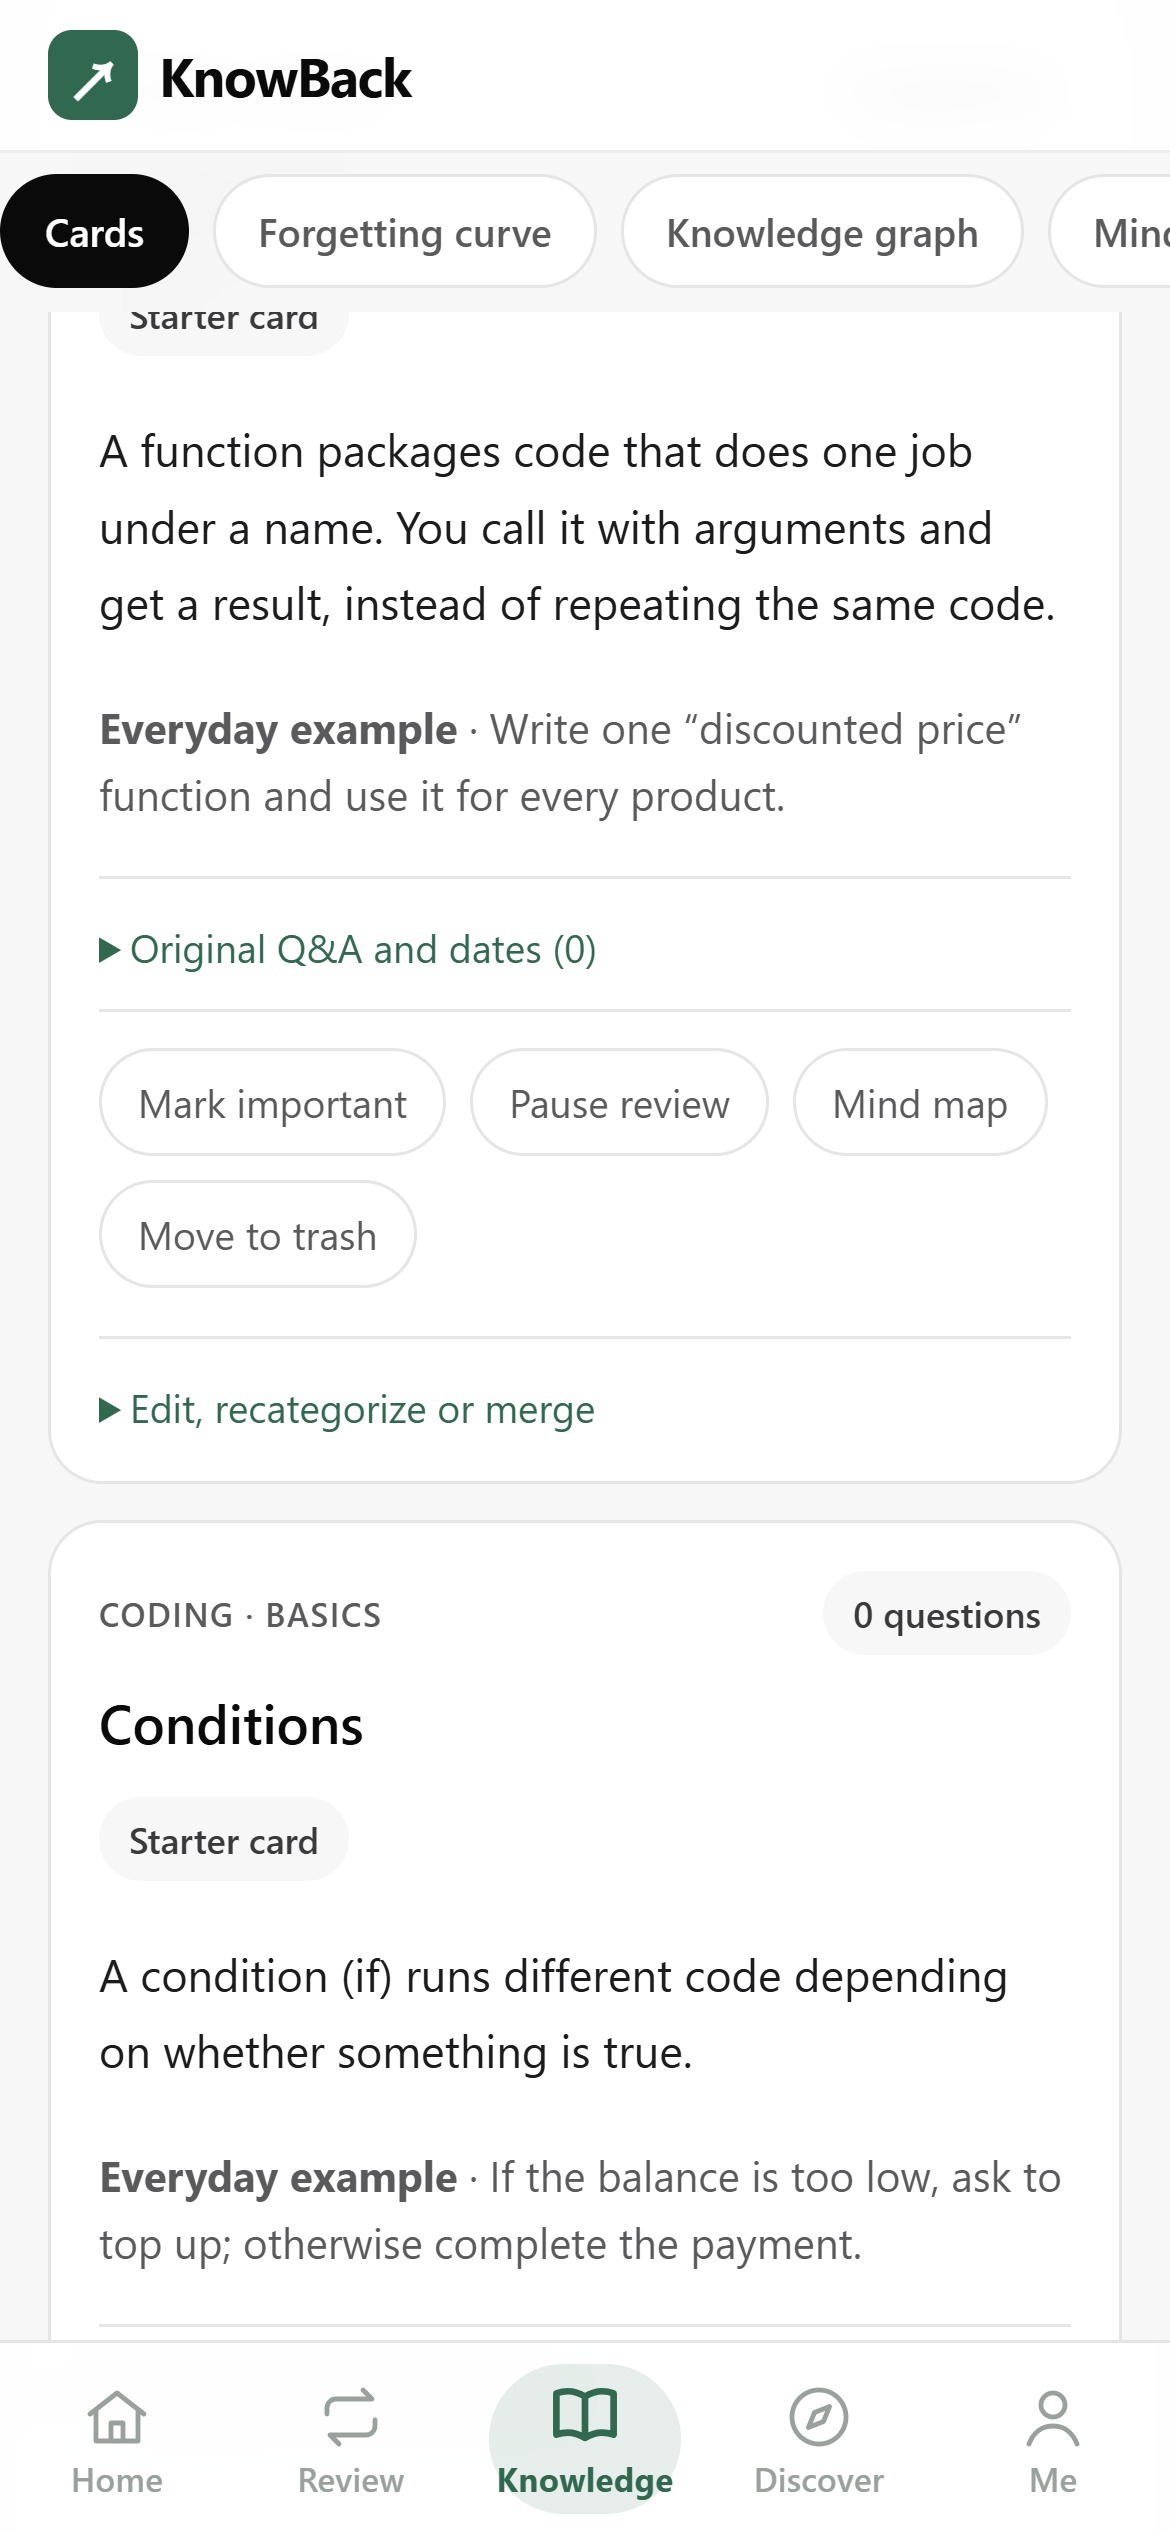 KnowBack
Cards
Forgetting curve
Knowledge graph
Mind
Starter card
A function packages code that does one job
under a name. You call it with arguments and
get a result, instead of repeating the same code.
Everyday example · Write one “discounted price”
function and use it for every product.
Original Q&A and dates (0)
Mark important
Pause review
Mind map
Move to trash
Edit, recategorize or merge
CODING · BASICS
0 questions
Conditions
Starter card
A condition (if) runs different code depending
on whether something is true.
Everyday example · If the balance is too low, ask to
top up; otherwise complete the payment.
Home
Review
Knowledge
Discover
Me